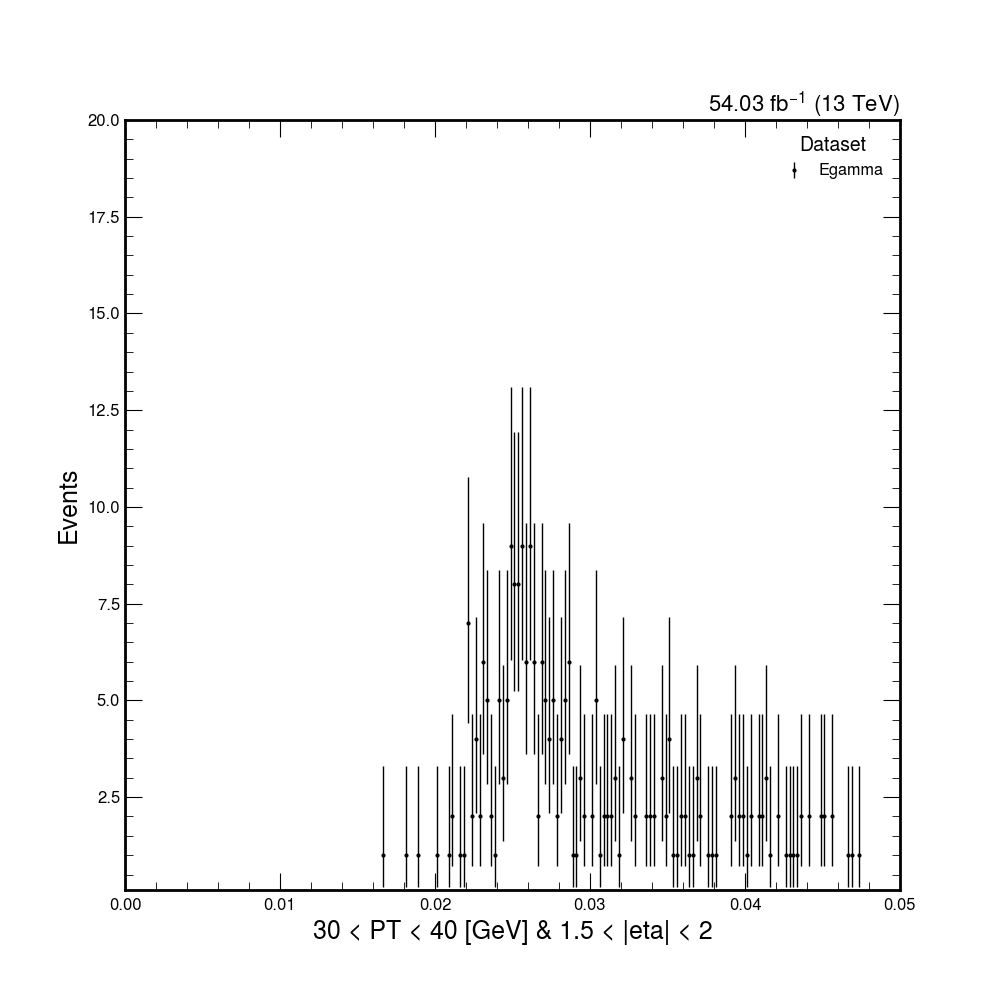 54.03 fb⁻¹ (13 TeV)
20.0
17.5
15.0
12.5
10.0
7.5
5.0
2.5
Events
Dataset
Egamma
0.00 0.01 0.02 0.03 0.04 0.05
30 < PT < 40 [GeV] & 1.5 < |eta| < 2